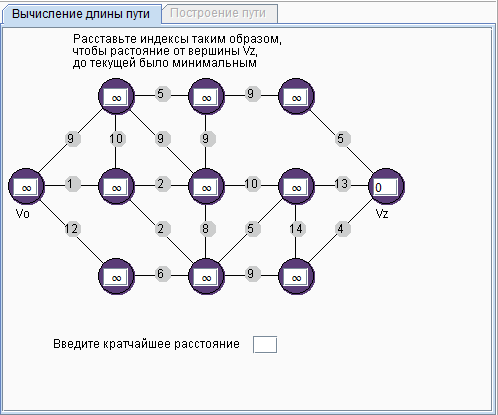 Вычисление длины пути
Построение пути
Расставьте индексы таким образом,
чтобы растояние от вершины Vz,
до текущей было минимальным
∞ 5 ∞ 9 ∞
9 10 9 9 5
∞ 1 ∞ 2 ∞ 10 ∞ 13 0
Vo Vz
12 2 8 5 14 4
∞ 6 ∞ 9 ∞
Введите кратчайшее расстояние